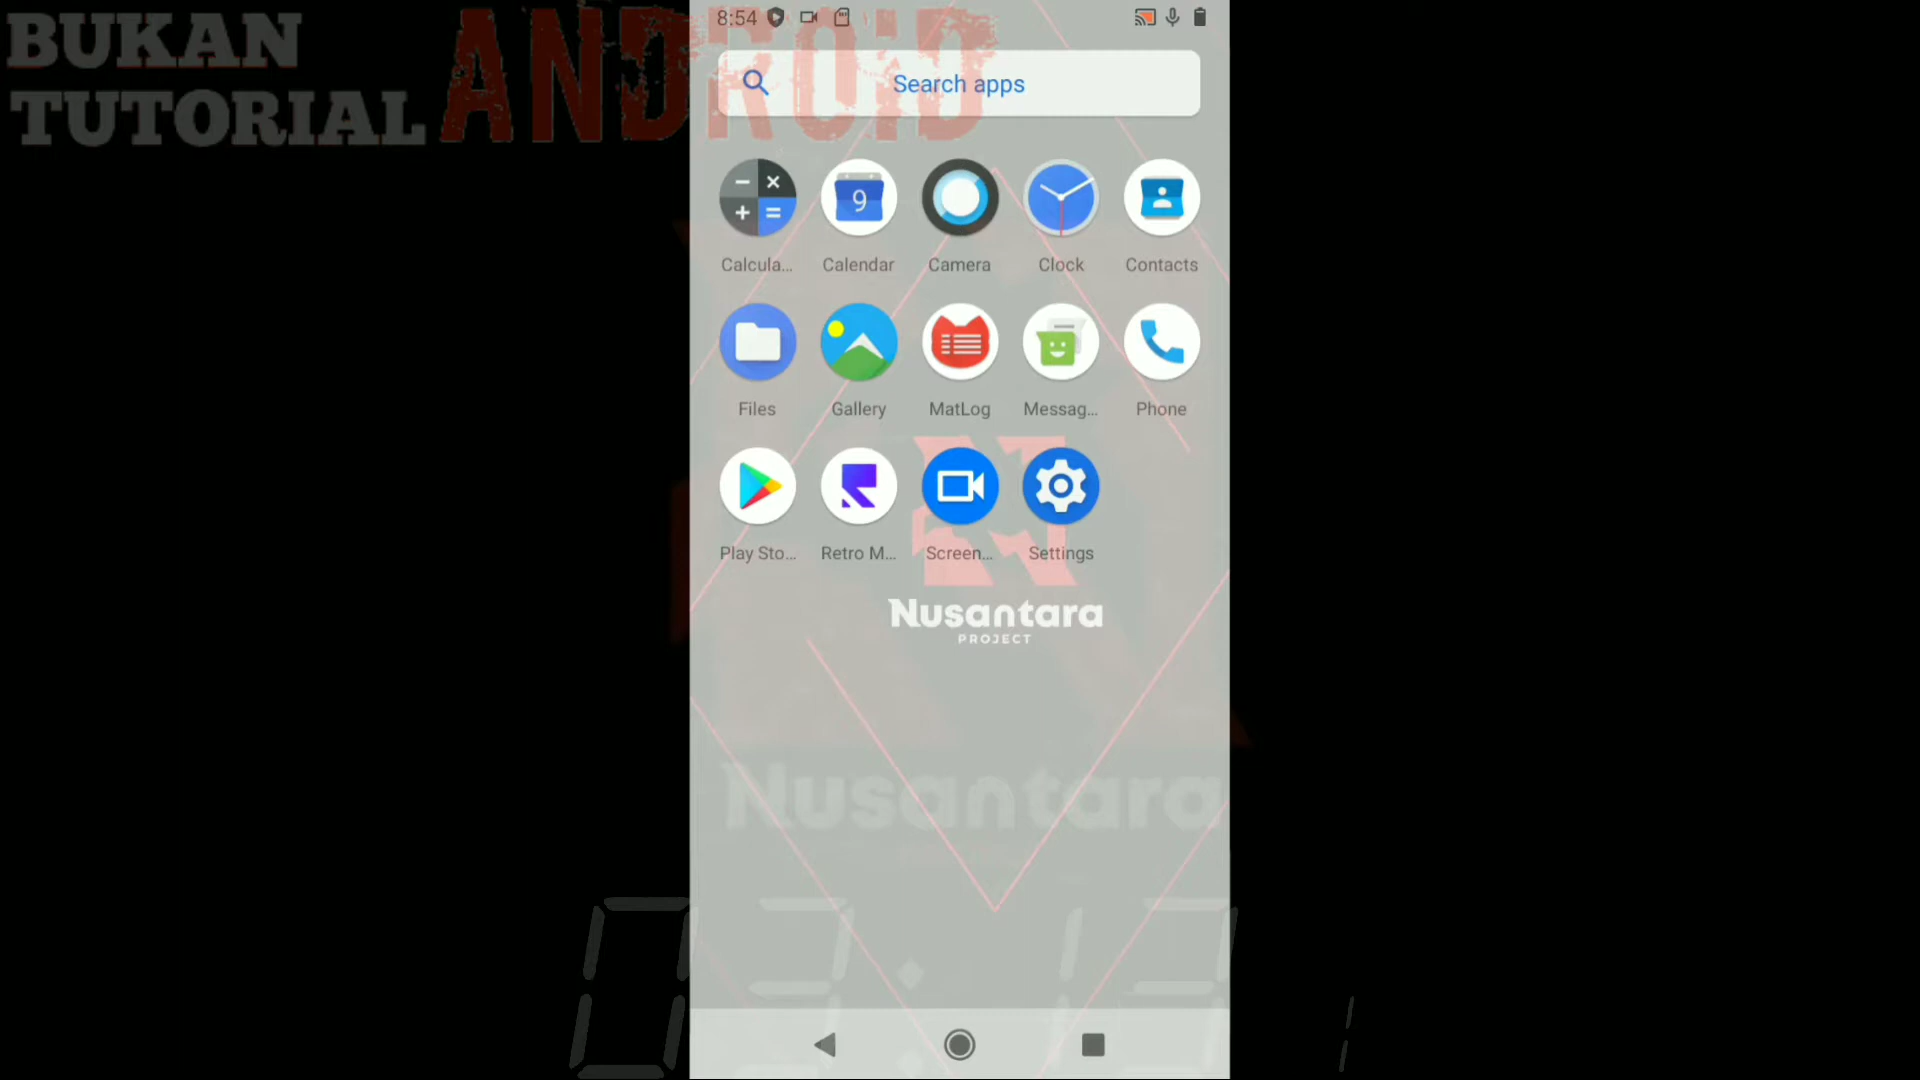 BUKAN
TUTORIAL ANDROID
8:54
Search apps
9
Calcula... Calendar Camera Clock Contacts
Files Gallery MatLog Messag... Phone
Play Sto... Retro M... Screen... Settings
Nusantara
PROJECT
Nusantara